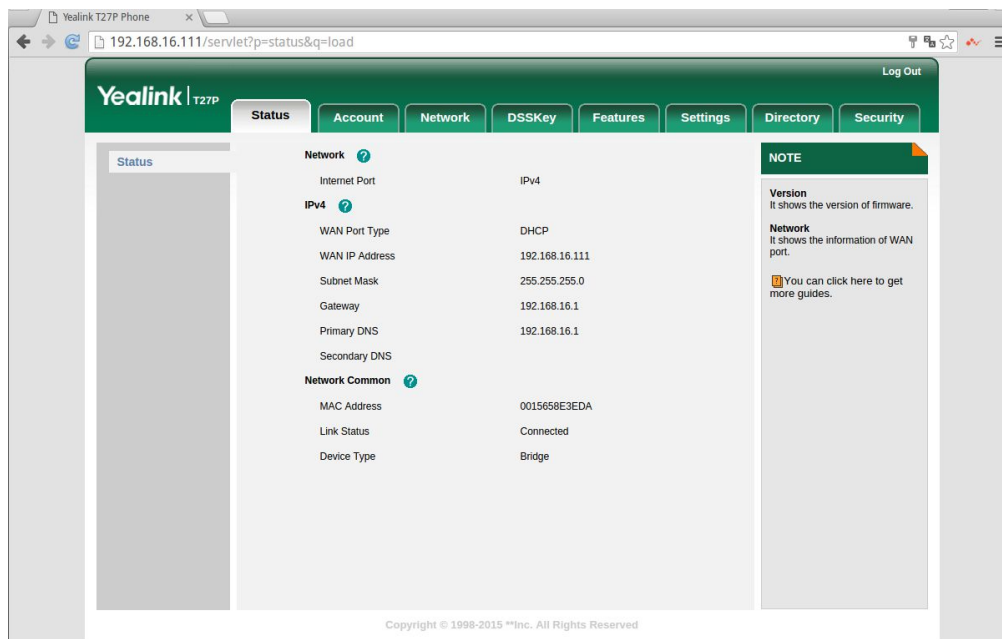 Yealink T27P Phone
192.168.16.111/servlet?p=status&q=load
Log Out
Yealink T27P
Status
Account
Network
DSSKey
Features
Settings
Directory
Security
Status
Network
Internet Port IPv4
IPv4
WAN Port Type DHCP
WAN IP Address 192.168.16.111
Subnet Mask 255.255.255.0
Gateway 192.168.16.1
Primary DNS 192.168.16.1
Secondary DNS
Network Common
MAC Address 0015658E3EDA
Link Status Connected
Device Type Bridge
NOTE
Version
It shows the version of firmware.
Network
It shows the information of WAN
port.
You can click here to get
more guides.
Copyright © 1998-2015 **Inc. All Rights Reserved